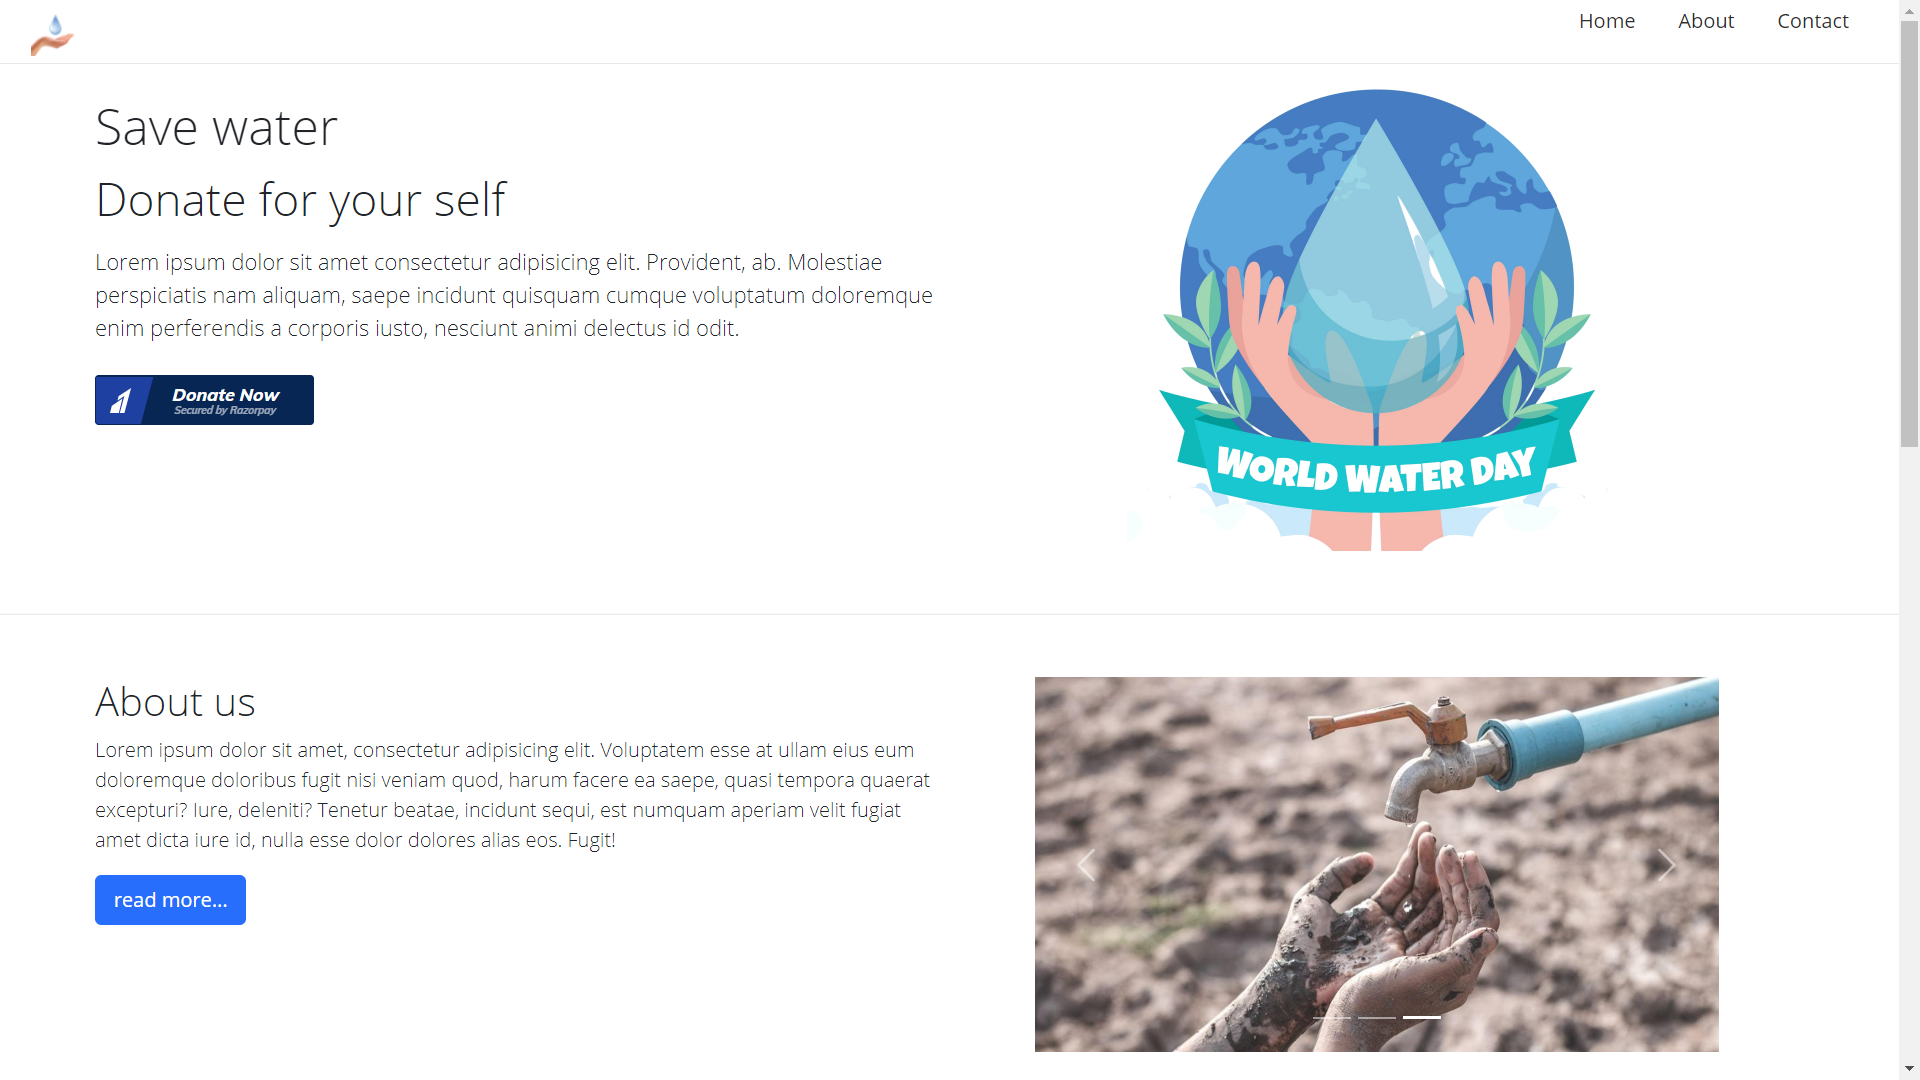 Home
About
Contact
Save water
Donate for your self
Lorem ipsum dolor sit amet consectetur adipisicing elit. Provident, ab. Molestiae
perspiciatis nam aliquam, saepe incidunt quisquam cumque voluptatum doloremque
enim perferendis a corporis iusto, nesciunt animi delectus id odit.
Donate Now
Secured by Razorpay
WORLD WATER DAY
About us
Lorem ipsum dolor sit amet, consectetur adipisicing elit. Voluptatem esse at ullam eius eum
doloremque doloribus fugit nisi veniam quod, harum facere ea saepe, quasi tempora quaerat
excepturi? Iure, deleniti? Tenetur beatae, incidunt sequi, est numquam aperiam velit fugiat
amet dicta iure id, nulla esse dolor dolores alias eos. Fugit!
read more...